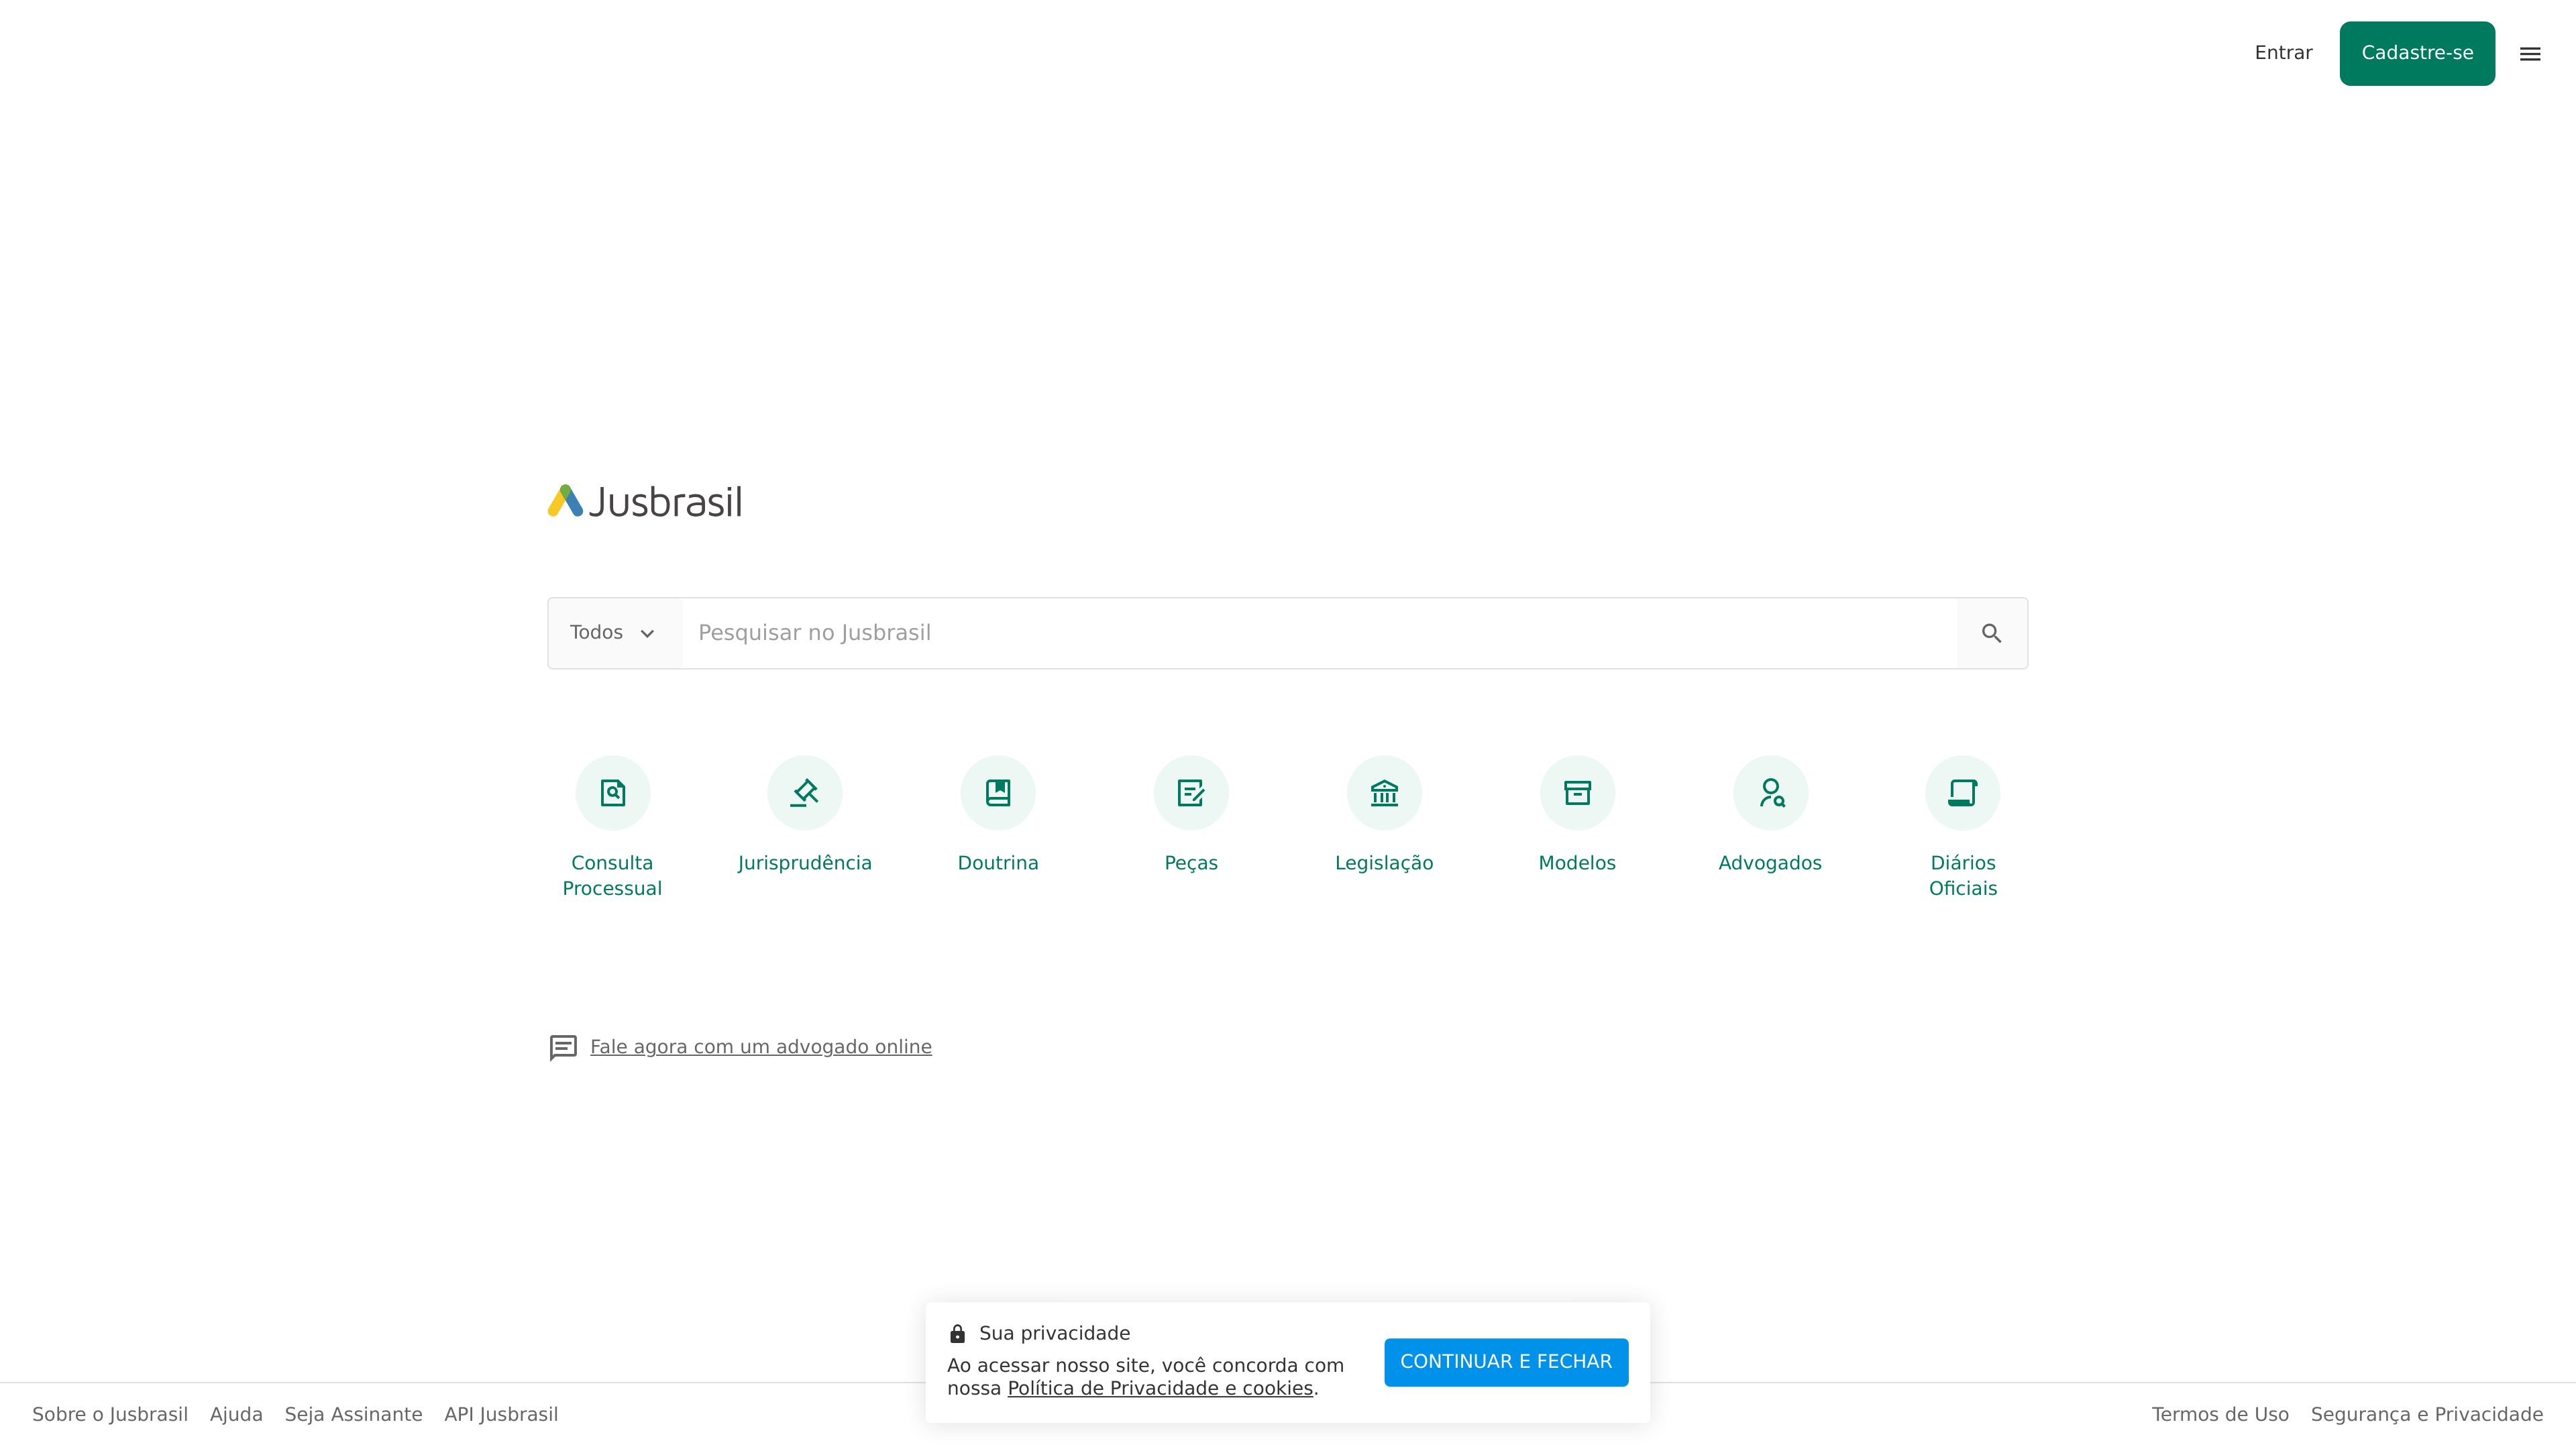 Entrar
Cadastre-se
Jusbrasil
Todos
Pesquisar no Jusbrasil
Consulta
Processual
Jurisprudência
Doutrina
Peças
Legislação
Modelos
Advogados
Diários
Oficiais
Fale agora com um advogado online
Sua privacidade
Ao acessar nosso site, você concorda com
nossa Política de Privacidade e cookies.
CONTINUAR E FECHAR
Sobre o Jusbrasil
Ajuda
Seja Assinante
API Jusbrasil
Termos de Uso
Segurança e Privacidade